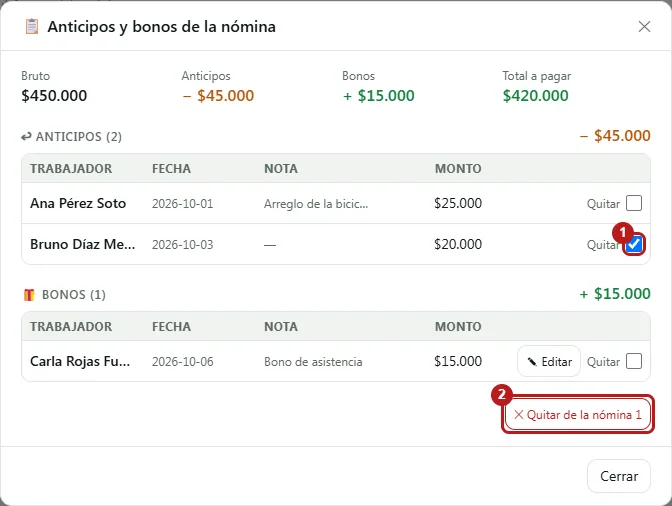 Anticipos y bonos de la nómina
Bruto Anticipos Bonos Total a pagar
$450.000 − $45.000 + $15.000 $420.000
ANTICIPOS (2) − $45.000
TRABAJADOR FECHA NOTA MONTO
Ana Pérez Soto 2026-10-01 Arreglo de la bicic... $25.000 Quitar
1
Bruno Díaz Me... 2026-10-03 — $20.000 Quitar
BONOS (1) + $15.000
TRABAJADOR FECHA NOTA MONTO
Carla Rojas Fu... 2026-10-06 Bono de asistencia $15.000 Editar Quitar
2
Quitar de la nómina 1
Cerrar